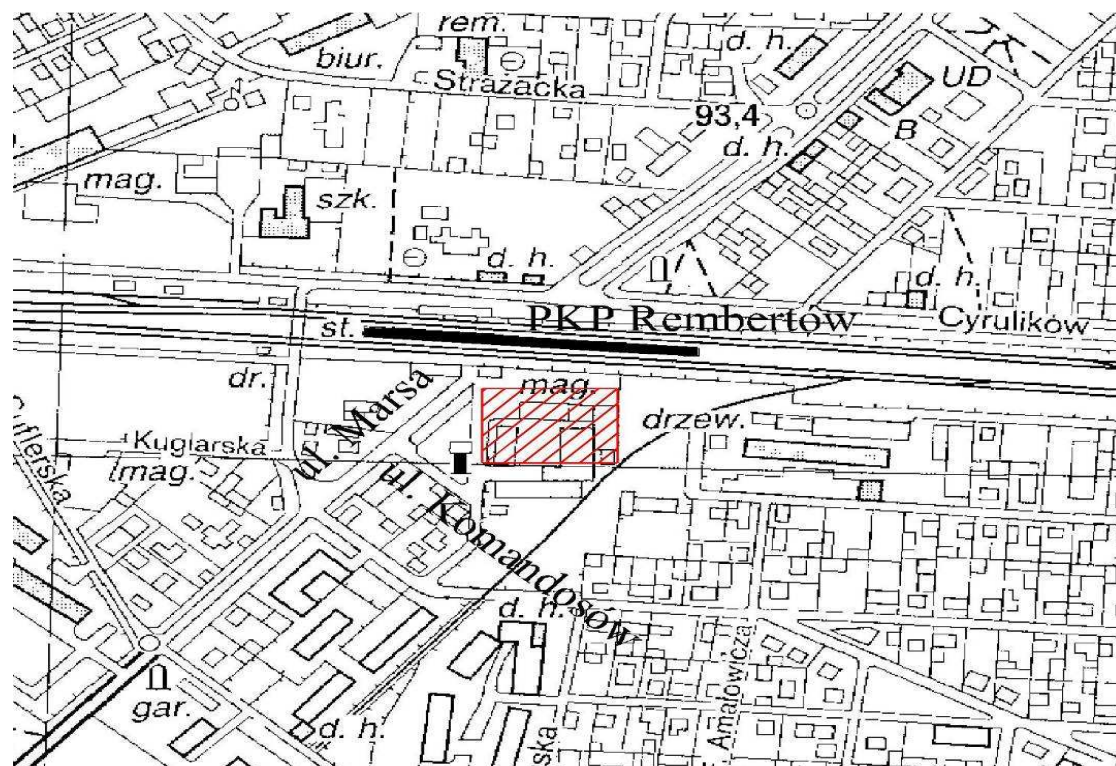 rem.
biur.
d. h.
UD
Strażacka
93,4
B
d. h.
mag.
szk.
d. h.
d. h.
PKP Rembertów
Cyrulików
st.
mag.
dr.
ul. Marsa
drzew.
Kuglarska
mag.
ul. Komandosów
d. h.
gar.
d. h.